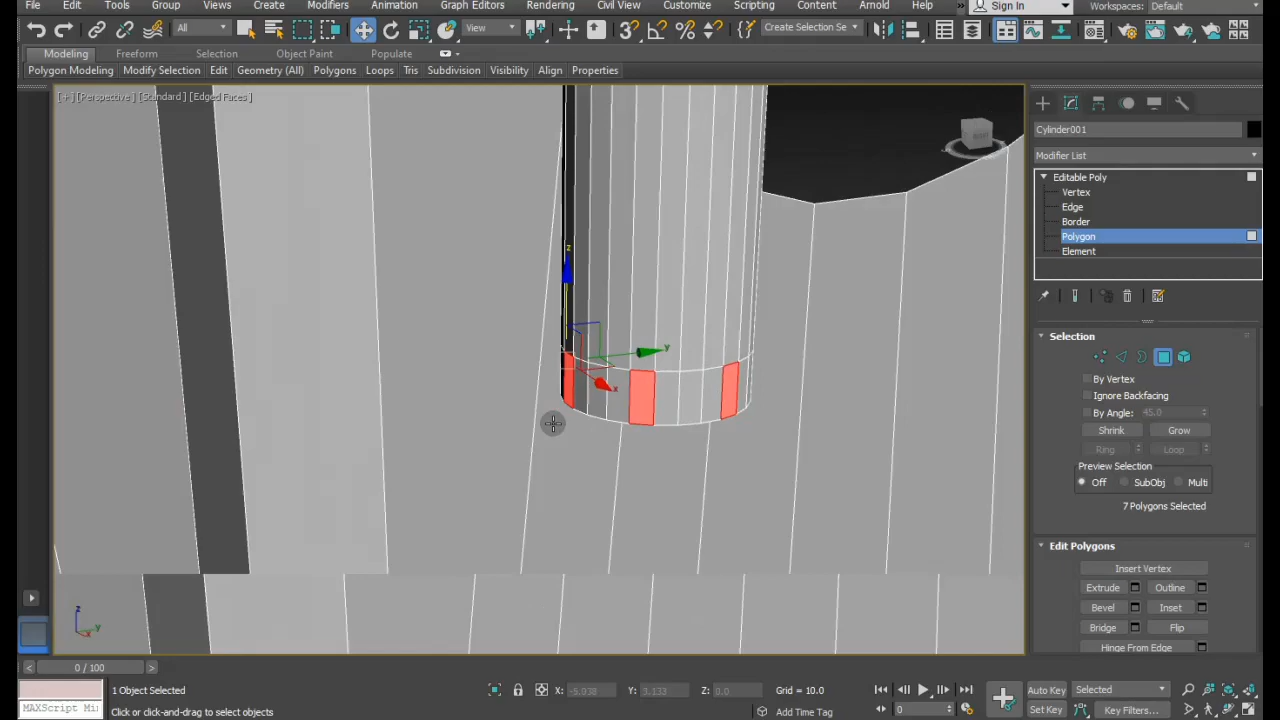 File Edit Tools Group Views Create Modifiers Animation Graph Editors Rendering Civil View Customize Scripting Content Arnold Help » Sign In Workspaces: Default
All View Create Selection Se
Modeling Freeform Selection Object Paint Populate
Polygon Modeling Modify Selection Edit Geometry (All) Polygons Loops Tris Subdivision Visibility Align Properties
[+] [Perspective] [Standard] [Edged Faces]
Cylinder001
Modifier List
Editable Poly
Vertex
Edge
Border
Polygon
Element
Selection
By Vertex
Ignore Backfacing
By Angle: 45.0
Shrink Grow
Ring Loop
Preview Selection
Off SubObj Multi
7 Polygons Selected
Edit Polygons
Insert Vertex
Extrude Outline
Bevel Inset
Bridge Flip
Hinge From Edge
z
y
x
z
x y
< 0 / 100 >
1 Object Selected X: -5.938 Y: 3.133 Z: 0.0 Grid = 10.0 Auto Key Selected
MAXScript Mi Click or click-and-drag to select objects Add Time Tag 0 Set Key Key Filters...